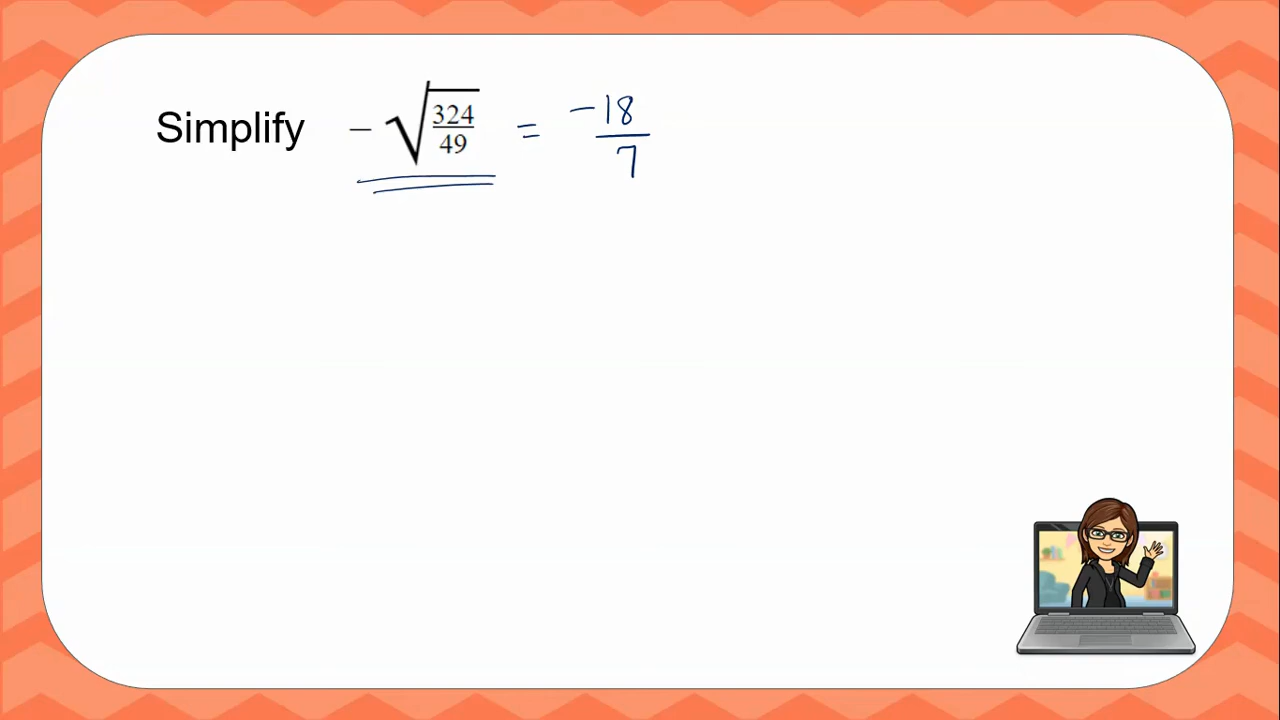 Simplify - √324/49 = -18/7